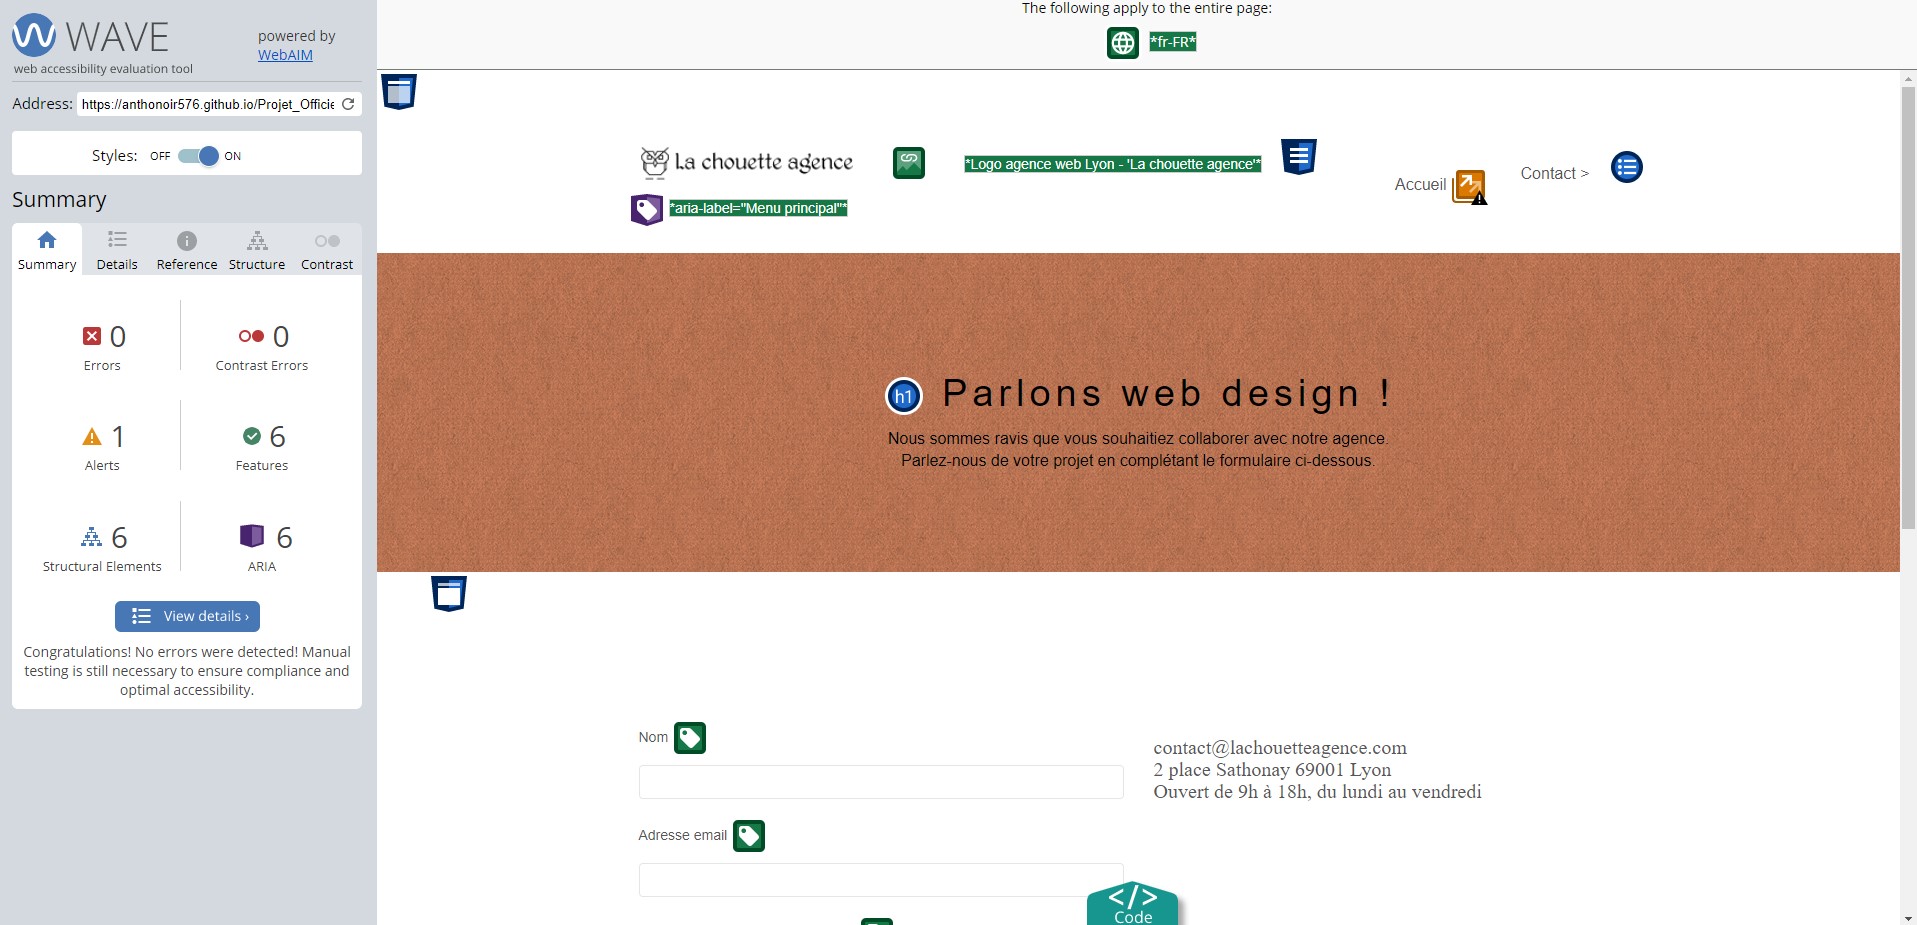 WAVE
powered by
WebAIM
web accessibility evaluation tool
Address: https://anthonoir576.github.io/Projet_Officie
Styles: OFF ON
Summary
Summary Details Reference Structure Contrast
0
Errors
0
Contrast Errors
1
Alerts
6
Features
6
Structural Elements
6
ARIA
View details ›
Congratulations! No errors were detected! Manual
testing is still necessary to ensure compliance and
optimal accessibility.
The following apply to the entire page:
*fr-FR*
La chouette agence
*Logo agence web Lyon - 'La chouette agence'*
*aria-label="Menu principal"*
Accueil
Contact >
h1 Parlons web design !
Nous sommes ravis que vous souhaitiez collaborer avec notre agence.
Parlez-nous de votre projet en complétant le formulaire ci-dessous.
Nom
Adresse email
contact@lachouetteagence.com
2 place Sathonay 69001 Lyon
Ouvert de 9h à 18h, du lundi au vendredi
</>
Code